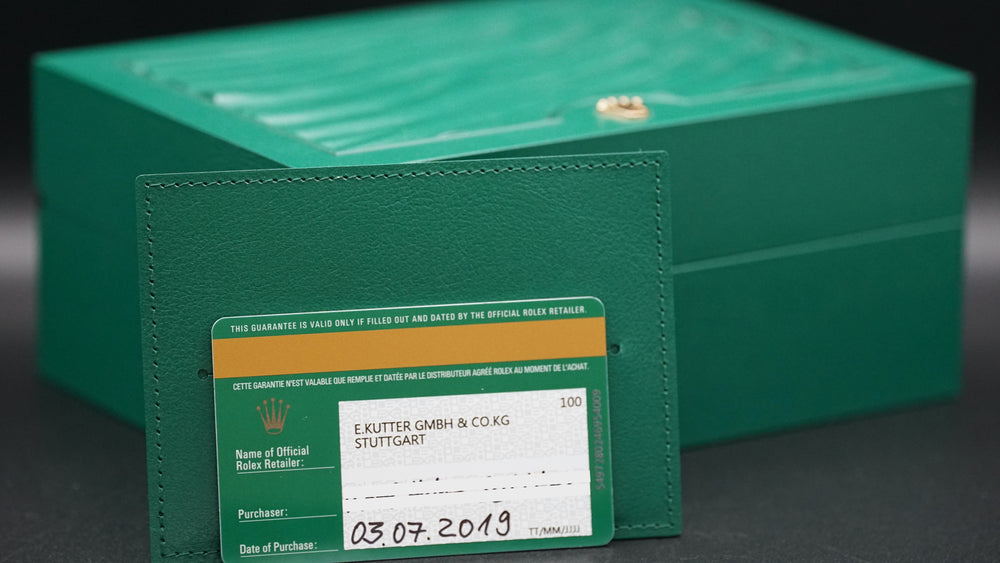 THIS GUARANTEE IS VALID ONLY IF FILLED OUT AND DATED BY THE OFFICIAL ROLEX RETAILER.
CETTE GARANTIE N'EST VALABLE QUE REMPLIE ET DATÉE PAR LE DISTRIBUTEUR AGRÉÉ ROLEX AU MOMENT DE L'ACHAT.
100
E.KUTTER GMBH & CO.KG
STUTTGART
Name of Official
Rolex Retailer:
Purchaser:
Date of Purchase:
03.07.2019
TT/MM/JJJJ